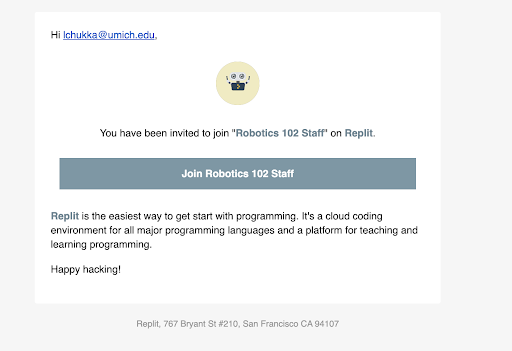 Hi lchukka@umich.edu,
You have been invited to join "Robotics 102 Staff" on Replit.
Join Robotics 102 Staff
Replit is the easiest way to get start with programming. It's a cloud coding
environment for all major programming languages and a platform for teaching and
learning programming.
Happy hacking!
Replit, 767 Bryant St #210, San Francisco CA 94107